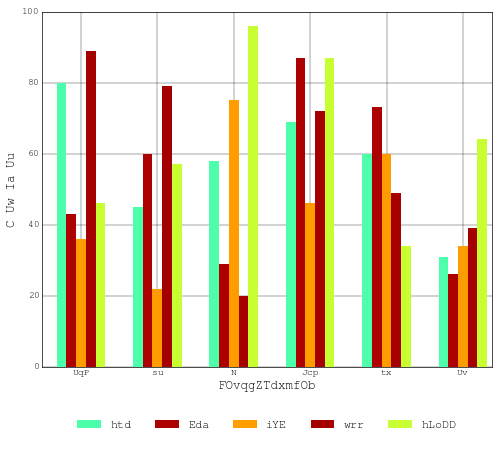 100
80
60
40
20
0
C Uw Ia Uu
UqP su N Jcp tx Uv
FOvqgZTdxmfOb
htd Eda iYE wrr hLoDD